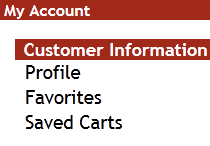 My Account
Customer Information
Profile
Favorites
Saved Carts